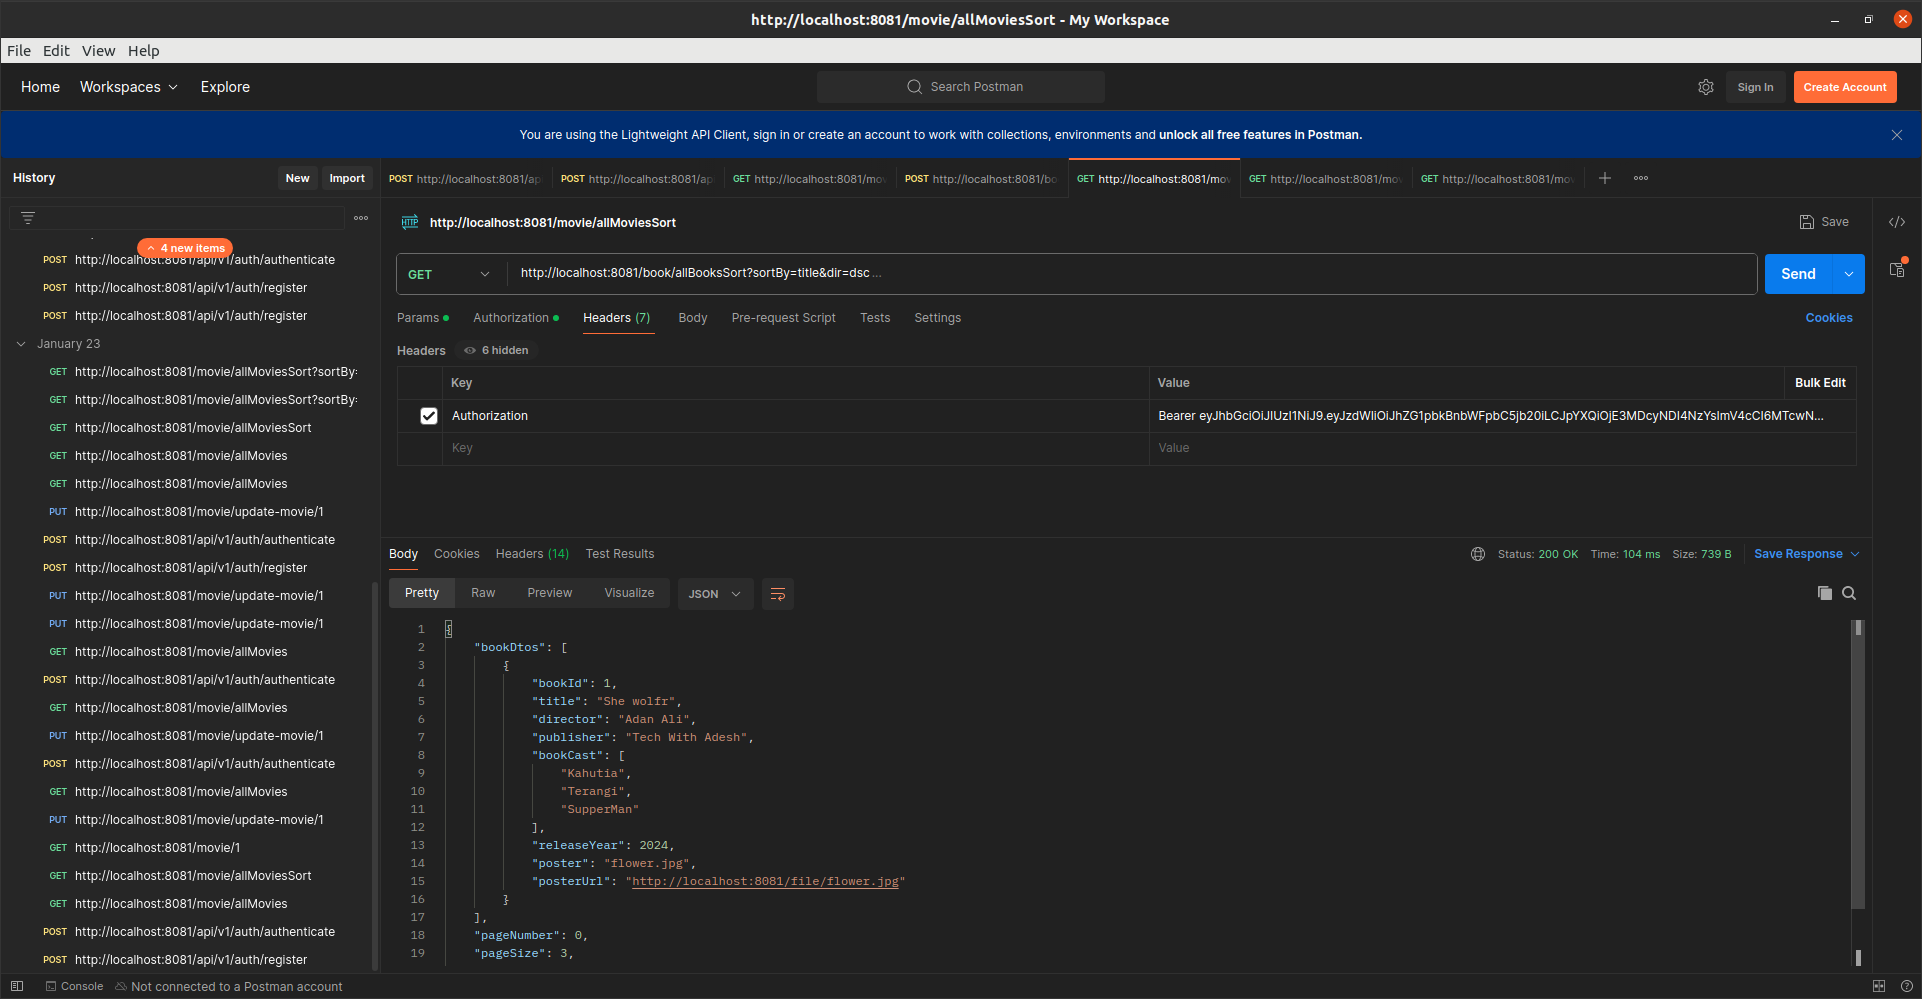 http://localhost:8081/movie/allMoviesSort - My Workspace
File Edit View Help
Home Workspaces Explore Search Postman Sign In Create Account
You are using the Lightweight API Client, sign in or create an account to work with collections, environments and unlock all free features in Postman.
History New Import
POST http://localhost:8081/ap
POST http://localhost:8081/ap
GET http://localhost:8081/mov
POST http://localhost:8081/bo
GET http://localhost:8081/mov
GET http://localhost:8081/mov
GET http://localhost:8081/mov
4 new items
POST http://localhost:8081/api/v1/auth/authenticate
POST http://localhost:8081/api/v1/auth/register
POST http://localhost:8081/api/v1/auth/register
January 23
GET http://localhost:8081/movie/allMoviesSort?sortBy=
GET http://localhost:8081/movie/allMoviesSort?sortBy=
GET http://localhost:8081/movie/allMoviesSort
GET http://localhost:8081/movie/allMovies
GET http://localhost:8081/movie/allMovies
PUT http://localhost:8081/movie/update-movie/1
POST http://localhost:8081/api/v1/auth/authenticate
POST http://localhost:8081/api/v1/auth/register
PUT http://localhost:8081/movie/update-movie/1
PUT http://localhost:8081/movie/update-movie/1
GET http://localhost:8081/movie/allMovies
POST http://localhost:8081/api/v1/auth/authenticate
GET http://localhost:8081/movie/allMovies
PUT http://localhost:8081/movie/update-movie/1
POST http://localhost:8081/api/v1/auth/authenticate
GET http://localhost:8081/movie/allMovies
PUT http://localhost:8081/movie/update-movie/1
GET http://localhost:8081/movie/1
GET http://localhost:8081/movie/allMoviesSort
GET http://localhost:8081/movie/allMovies
POST http://localhost:8081/api/v1/auth/authenticate
POST http://localhost:8081/api/v1/auth/register
HTTP http://localhost:8081/movie/allMoviesSort Save
GET http://localhost:8081/book/allBooksSort?sortBy=title&dir=dsc ... Send
Params Authorization Headers (7) Body Pre-request Script Tests Settings Cookies
Headers 6 hidden
Key Value Bulk Edit
Authorization Bearer eyJhbGciOiJIUzI1NiJ9.eyJzdWIiOiJhZG1pbkBnbWFpbC5jb20iLCJpYXQiOjE3MDcyNDI4NzYsImV4cCI6MTcwN...
Key Value
Body Cookies Headers (14) Test Results Status: 200 OK Time: 104 ms Size: 739 B Save Response
Pretty Raw Preview Visualize JSON
1 {
2 "bookDtos": [
3 {
4 "bookId": 1,
5 "title": "She wolfr",
6 "director": "Adan Ali",
7 "publisher": "Tech With Adesh",
8 "bookCast": [
9 "Kahutia",
10 "Terangi",
11 "SupperMan"
12 ],
13 "releaseYear": 2024,
14 "poster": "flower.jpg",
15 "posterUrl": "http://localhost:8081/file/flower.jpg"
16 }
17 ],
18 "pageNumber": 0,
19 "pageSize": 3,
Console Not connected to a Postman account